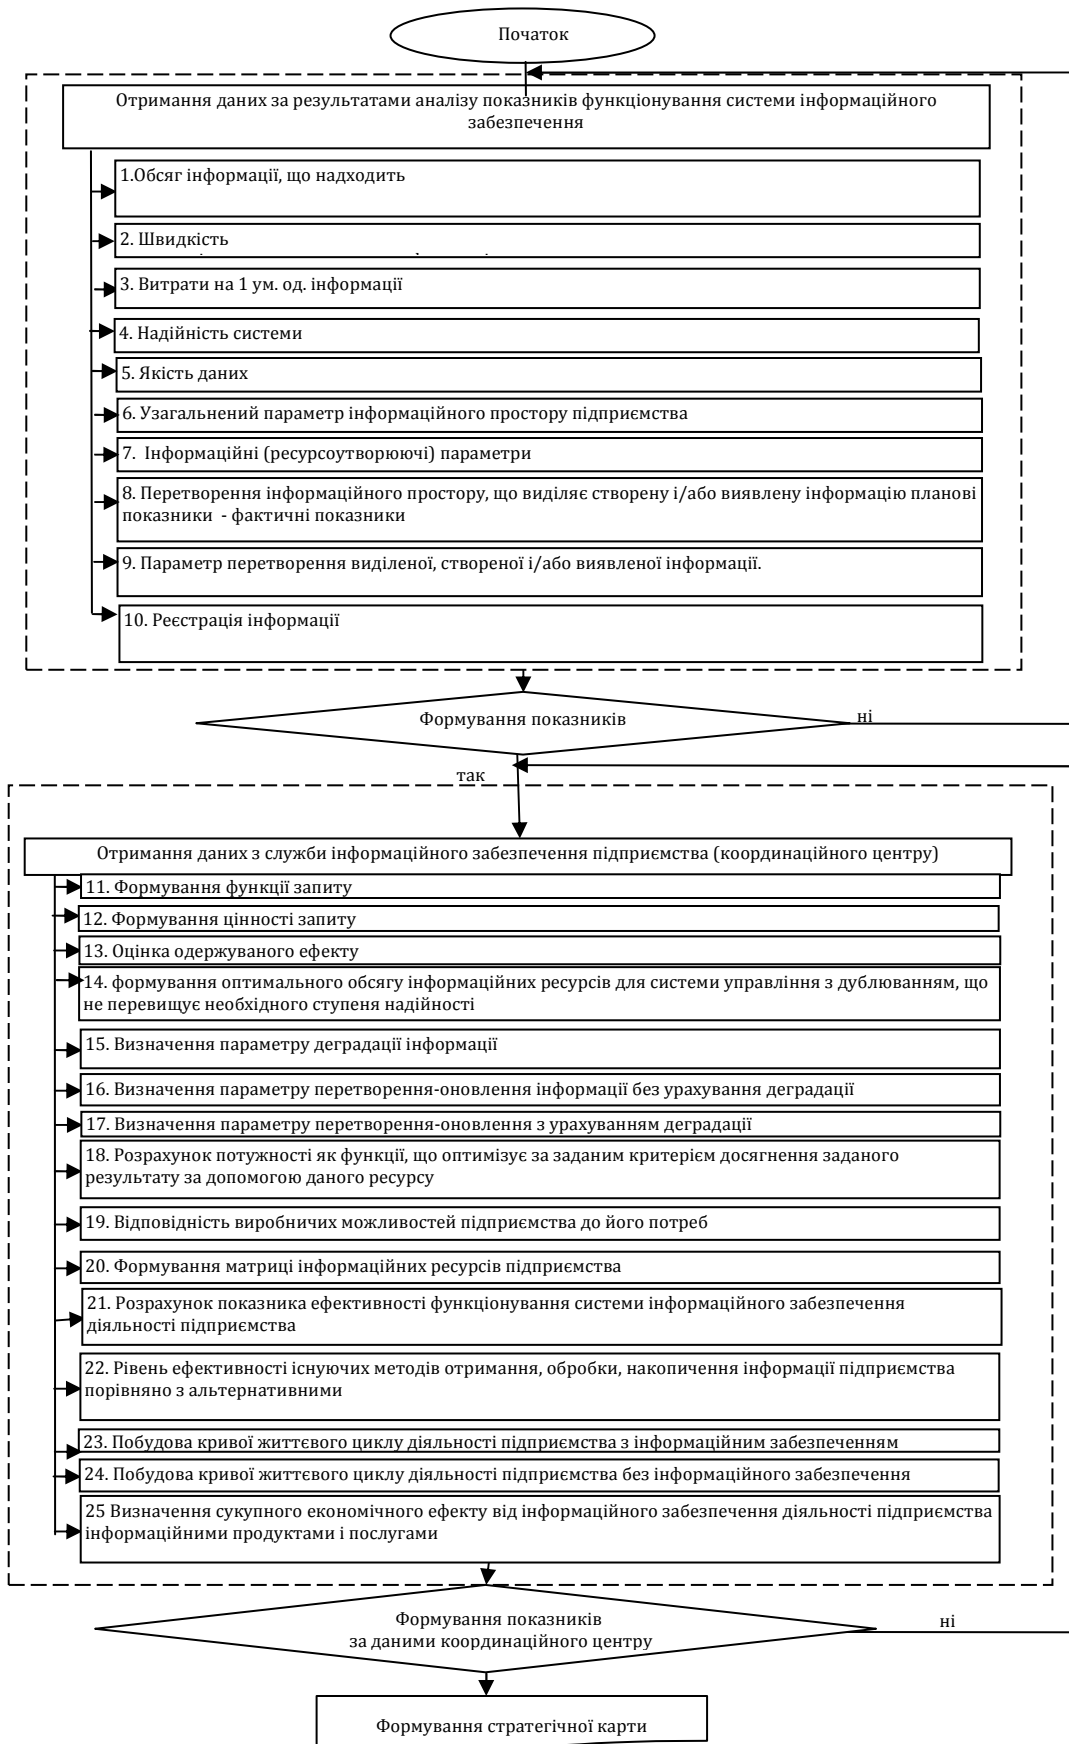 Початок
Отримання даних за результатами аналізу показників функціонування системи інформаційного
забезпечення
1.Обсяг інформації, що надходить
2. Швидкість
3. Витрати на 1 ум. од. інформації
4. Надійність системи
5. Якість даних
6. Узагальнений параметр інформаційного простору підприємства
7.  Інформаційні (ресурсоутворюючі) параметри
8. Перетворення інформаційного простору, що виділяє створену і/або виявлену інформацію планові
показники  - фактичні показники
9. Параметр перетворення виділеної, створеної і/або виявленої інформації.
10. Реєстрація інформації
Формування показників
ні
так
Отримання даних з служби інформаційного забезпечення підприємства (координаційного центру)
11. Формування функції запиту
12. Формування цінності запиту
13. Оцінка одержуваного ефекту
14. формування оптимального обсягу інформаційних ресурсів для системи управління з дублюванням, що
не перевищує необхідного ступеня надійності
15. Визначення параметру деградації інформації
16. Визначення параметру перетворення-оновлення інформації без урахування деградації
17. Визначення параметру перетворення-оновлення з урахуванням деградації
18. Розрахунок потужності як функції, що оптимізує за заданим критерієм досягнення заданого
результату за допомогою даного ресурсу
19. Відповідність виробничих можливостей підприємства до його потреб
20. Формування матриці інформаційних ресурсів підприємства
21. Розрахунок показника ефективності функціонування системи інформаційного забезпечення
діяльності підприємства
22. Рівень ефективності існуючих методів отримання, обробки, накопичення інформації підприємства
порівняно з альтернативними
23. Побудова кривої життєвого циклу діяльності підприємства з інформаційним забезпеченням
24. Побудова кривої життєвого циклу діяльності підприємства без інформаційного забезпечення
25 Визначення сукупного економічного ефекту від інформаційного забезпечення діяльності підприємства
інформаційними продуктами і послугами
Формування показників
за даними координаційного центру
ні
Формування стратегічної карти